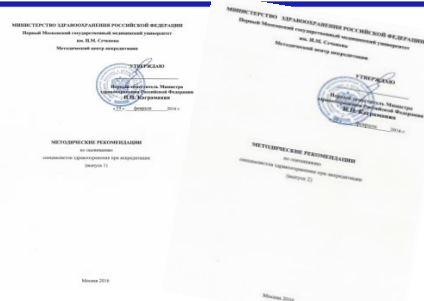 МИНИСТЕРСТВО ЗДРАВООХРАНЕНИЯ РОССИЙСКОЙ ФЕДЕРАЦИИ
Первый Московский государственный медицинский университет
им. И.М. Сеченова
Методический центр аккредитации
УТВЕРЖДАЮ
Первый заместитель Министра
здравоохранения Российской Федерации
И.Н. Каграманян
февраля 2016 г.
МЕТОДИЧЕСКИЕ РЕКОМЕНДАЦИИ
по оцениванию
специалистов здравоохранения при аккредитации
(выпуск 1)
Москва 2016
МИНИСТЕРСТВО ЗДРАВООХРАНЕНИЯ РОССИЙСКОЙ ФЕДЕРАЦИИ
Первый Московский государственный медицинский университет
им. И.М. Сеченова
Методический центр аккредитации
УТВЕРЖДАЮ
Первый заместитель Министра
здравоохранения Российской Федерации
И.Н. Каграманян
февраля 2016 г.
МЕТОДИЧЕСКИЕ РЕКОМЕНДАЦИИ
по оцениванию
специалистов здравоохранения при аккредитации
(выпуск 2)
Москва 2016